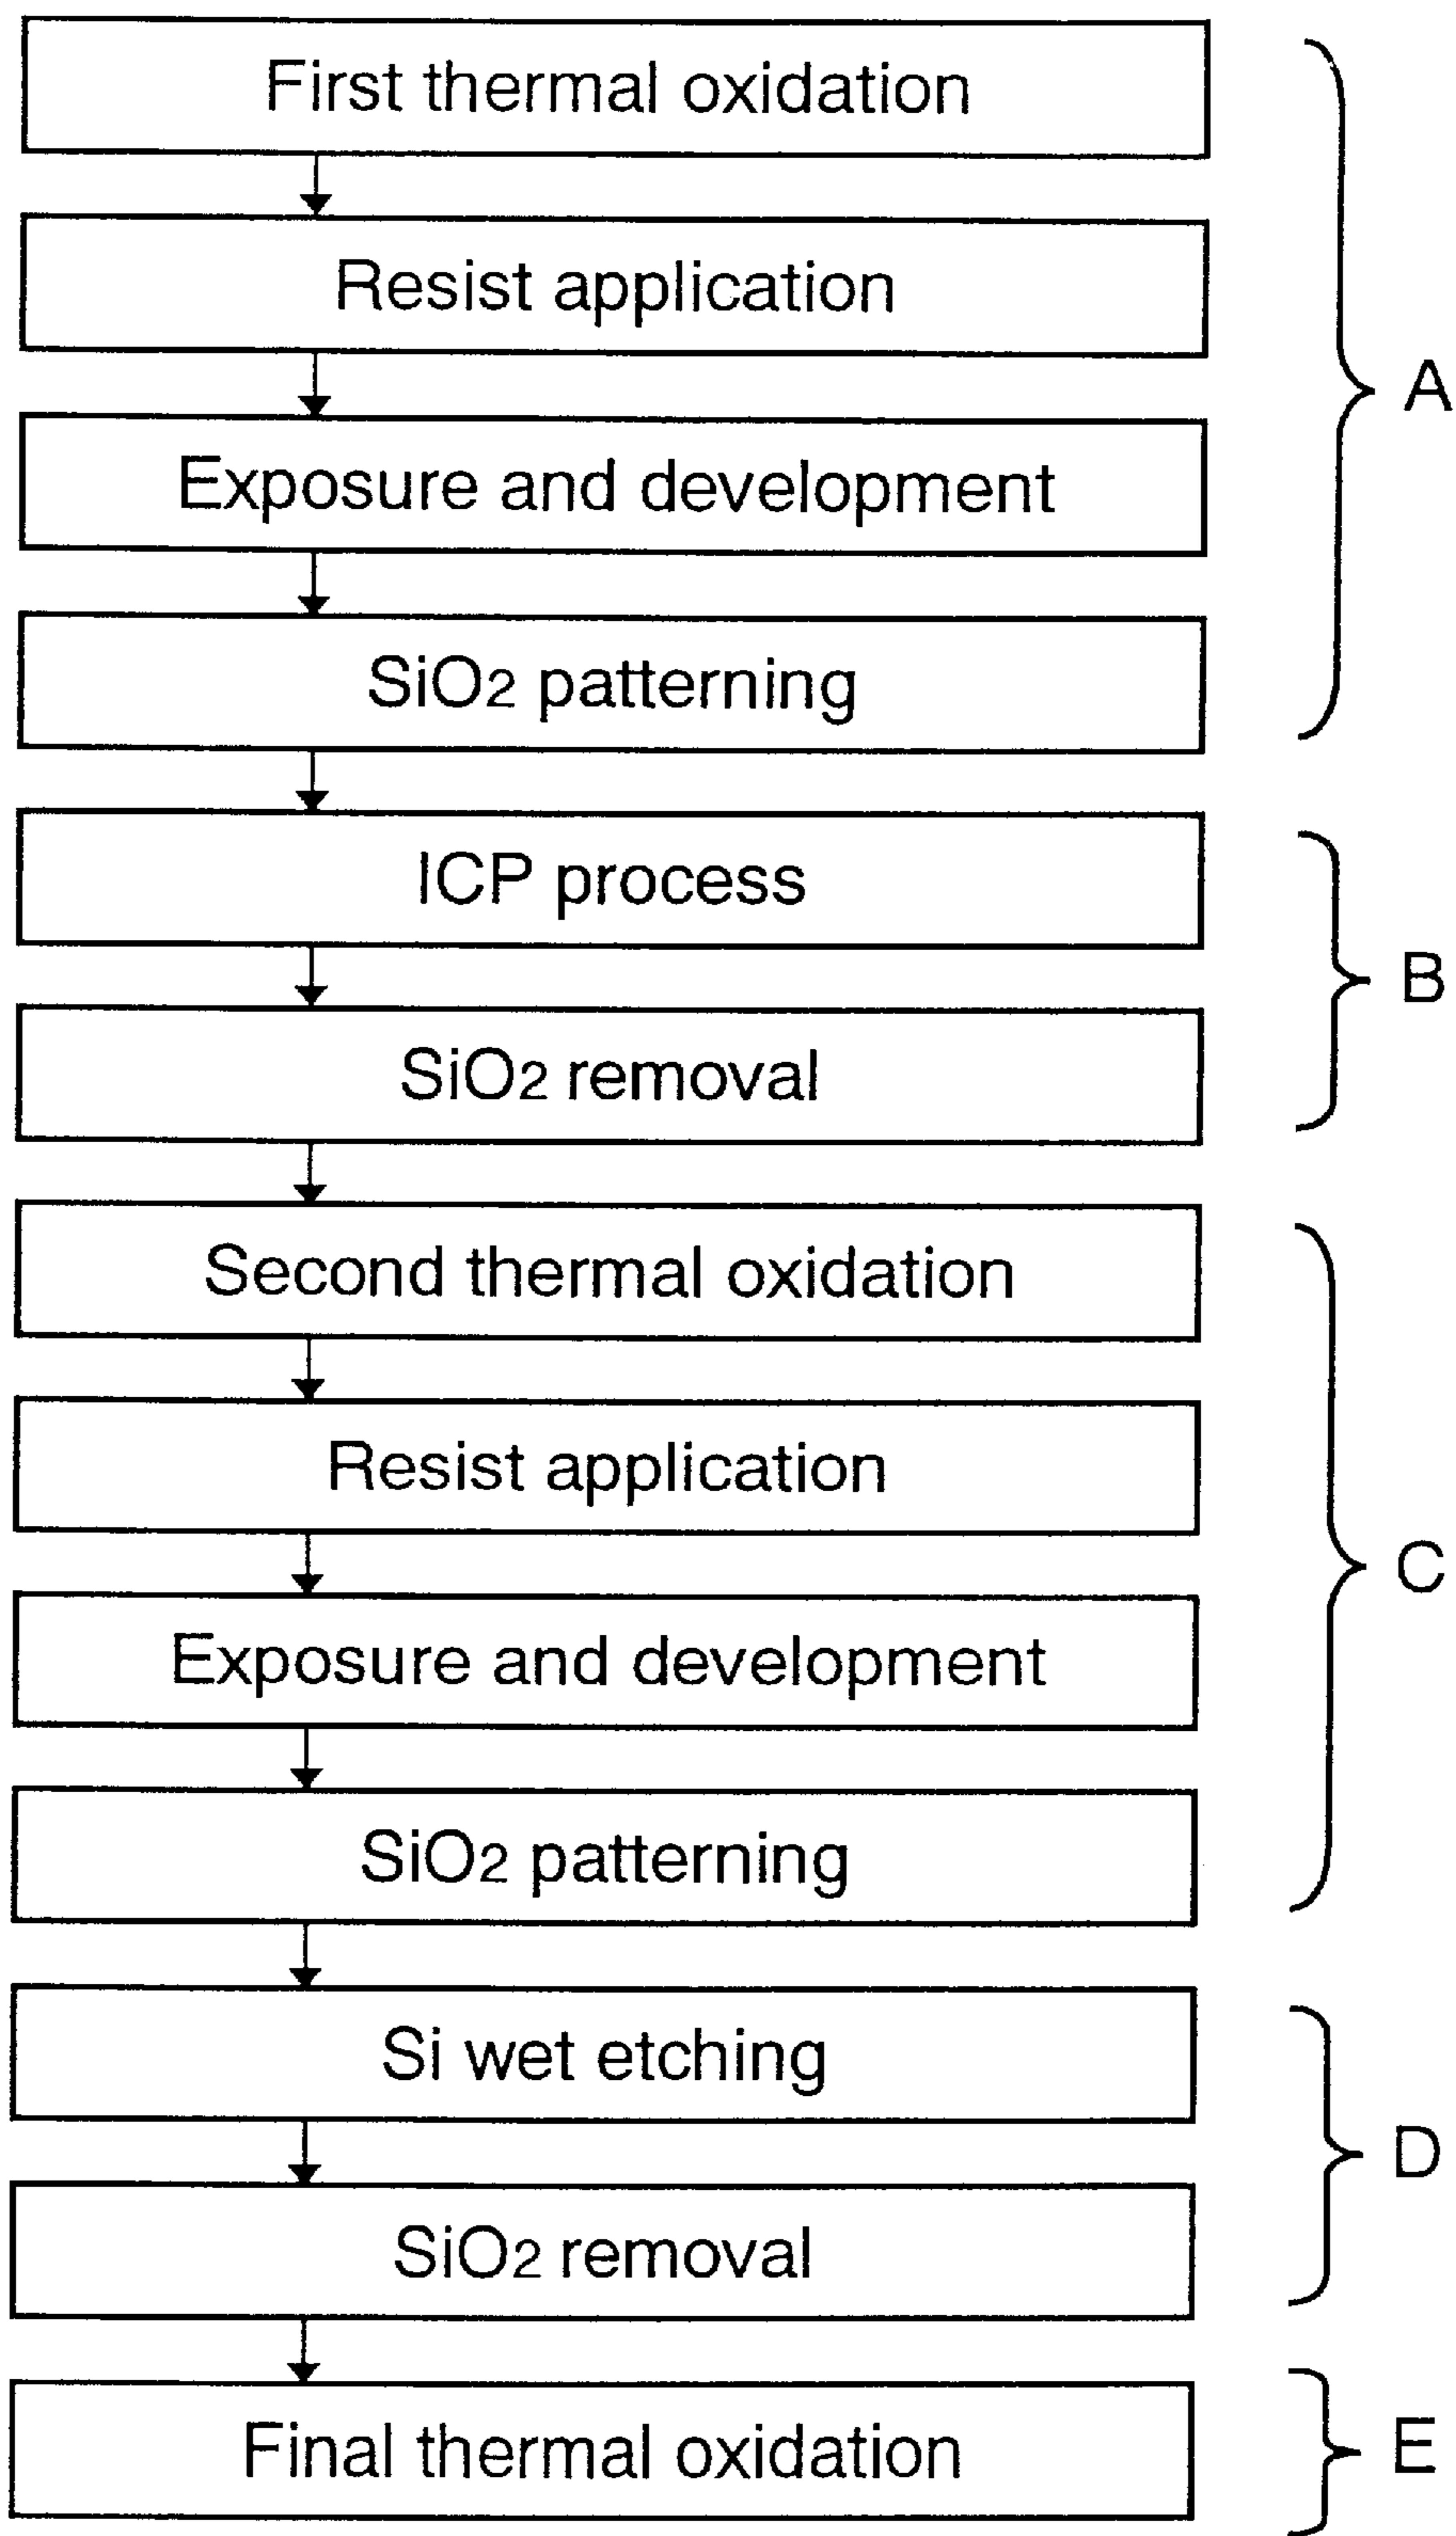 First thermal oxidation
Resist application
Exposure and development
SiO2 patterning
A
ICP process
SiO2 removal
B
Second thermal oxidation
Resist application
Exposure and development
SiO2 patterning
C
Si wet etching
SiO2 removal
D
Final thermal oxidation
E